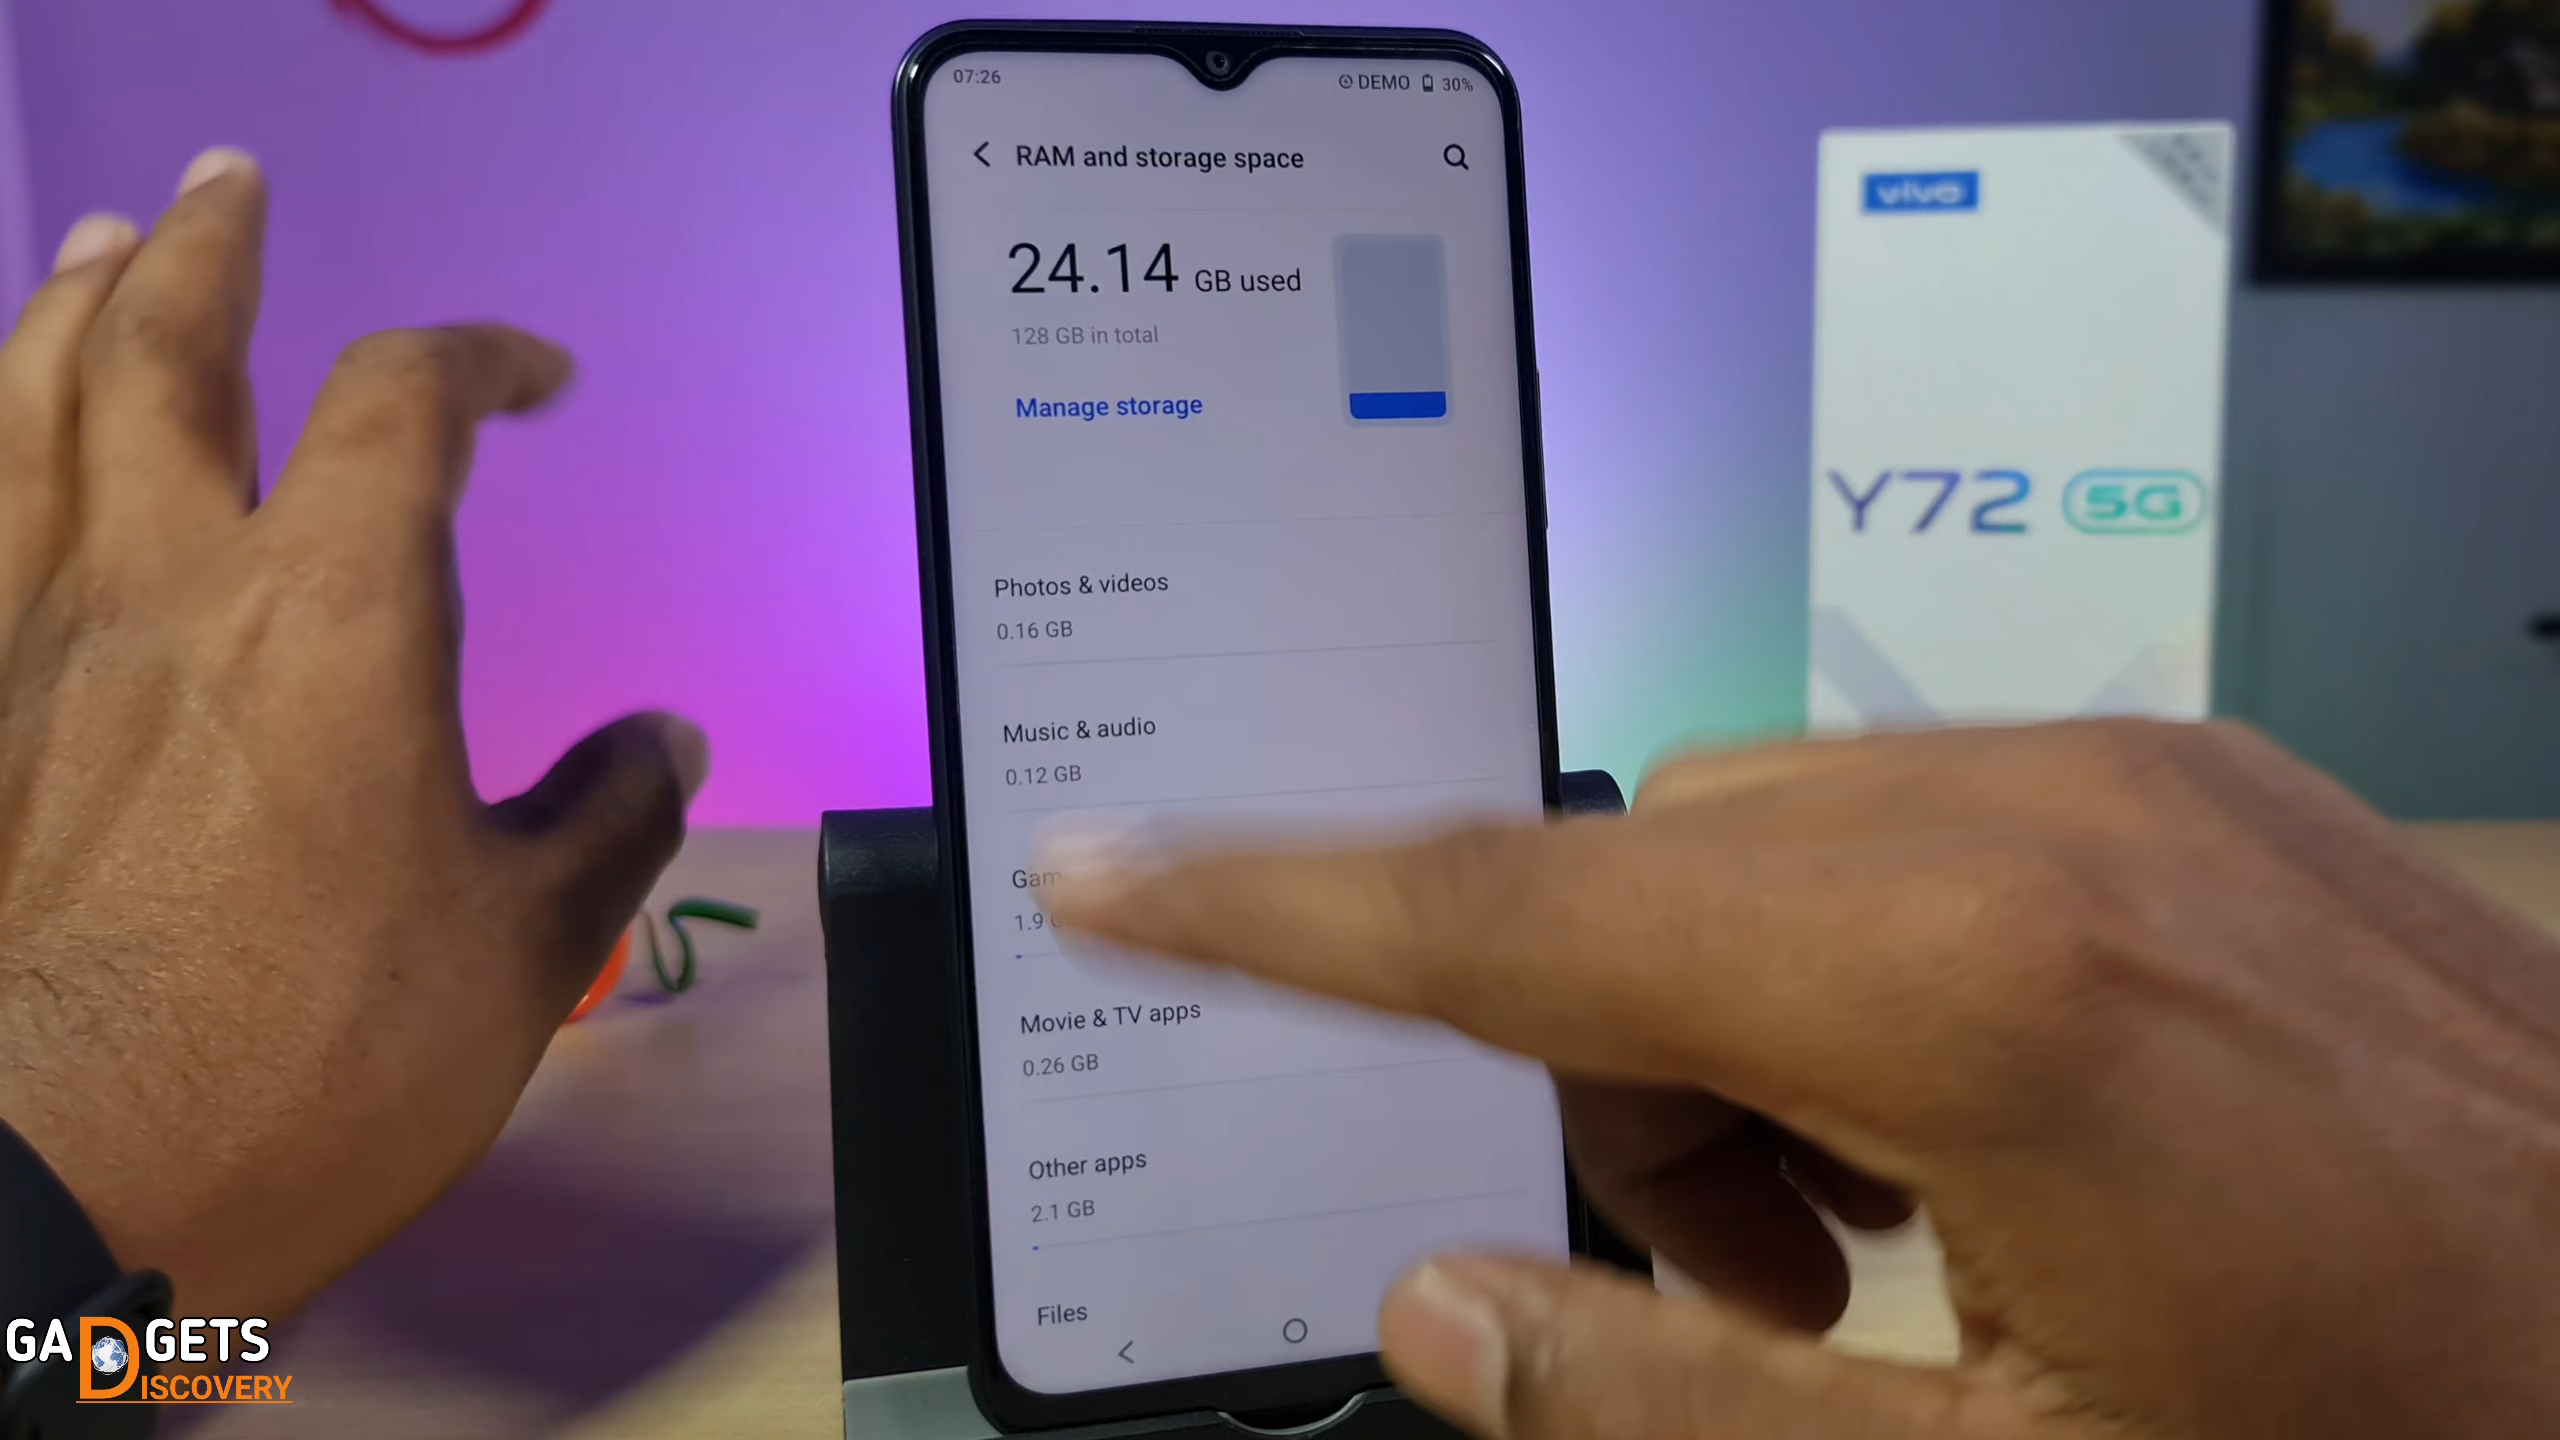 07:26
DEMO 30%
RAM and storage space
24.14 GB used
128 GB in total
Manage storage
Photos & videos
0.16 GB
Music & audio
0.12 GB
1.9
Movie & TV apps
0.26 GB
Other apps
2.1 GB
Files
vivo
Y72 5G
GADGETS
DISCOVERY